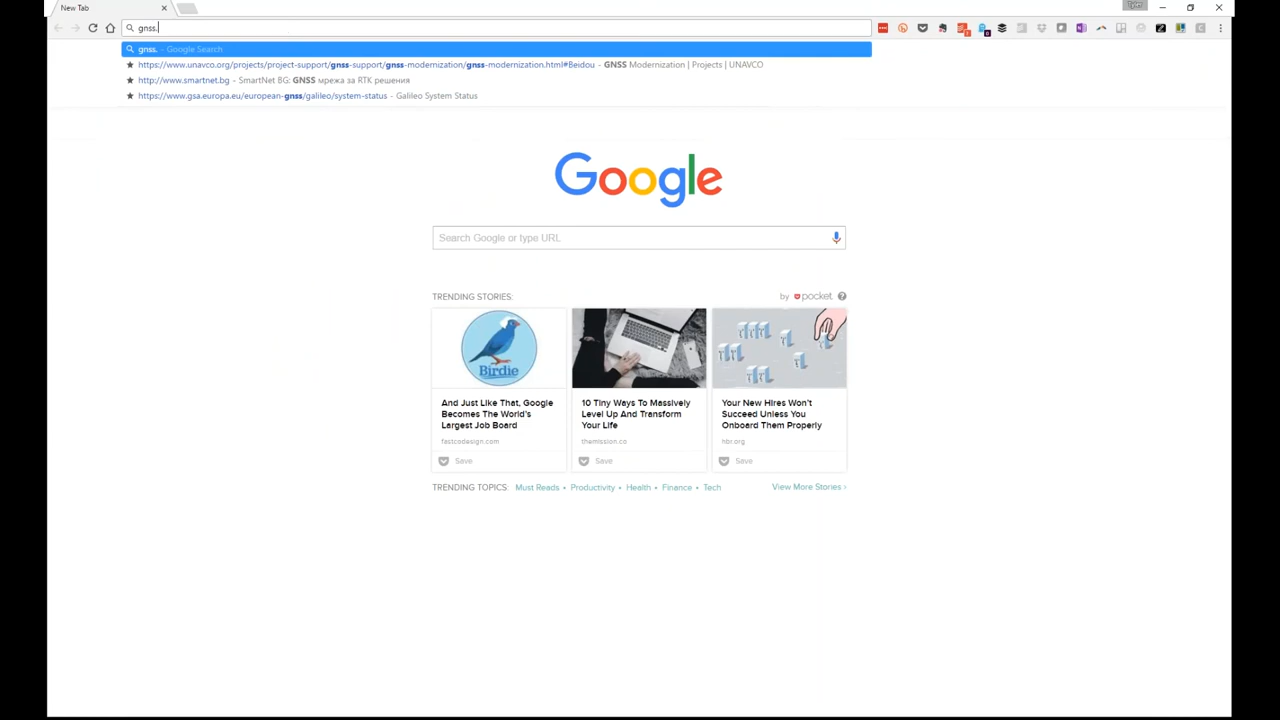 New Tab
Tyler
gnss.
gnss. - Google Search
https://www.unavco.org/projects/project-support/gnss-support/gnss-modernization/gnss-modernization.html#Beidou - GNSS Modernization | Projects | UNAVCO
http://www.smartnet.bg - SmartNet BG: GNSS мрежа за RTK решения
https://www.gsa.europa.eu/european-gnss/galileo/system-status - Galileo System Status
Google
Search Google or type URL
TRENDING STORIES:
by pocket ?
Birdie
And Just Like That, Google
Becomes The World's
Largest Job Board
fastcodesign.com
Save
10 Tiny Ways To Massively
Level Up And Transform
Your Life
themission.co
Save
Your New Hires Won't
Succeed Unless You
Onboard Them Properly
hbr.org
Save
TRENDING TOPICS: Must Reads • Productivity • Health • Finance • Tech
View More Stories ›